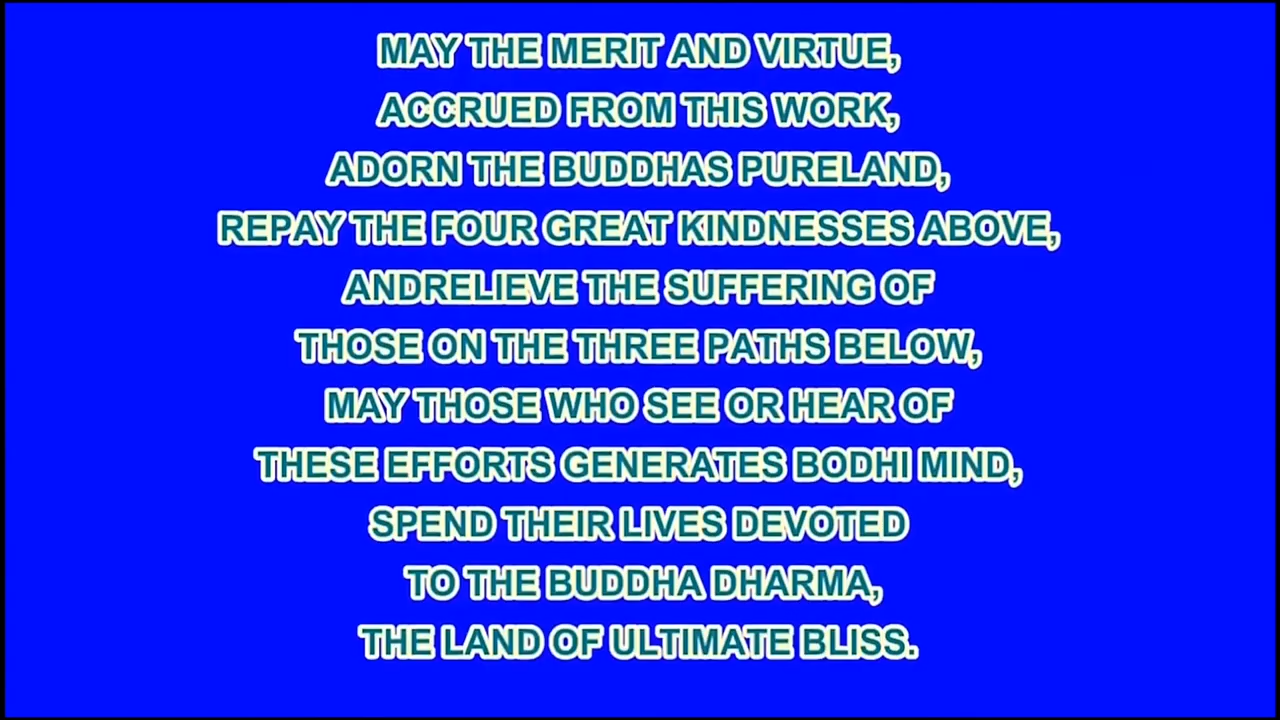 MAY THE MERIT AND VIRTUE,
ACCRUED FROM THIS WORK,
ADORN THE BUDDHAS PURELAND,
REPAY THE FOUR GREAT KINDNESSES ABOVE,
ANDRELIEVE THE SUFFERING OF
THOSE ON THE THREE PATHS BELOW,
MAY THOSE WHO SEE OR HEAR OF
THESE EFFORTS GENERATES BODHI MIND,
SPEND THEIR LIVES DEVOTED
TO THE BUDDHA DHARMA,
THE LAND OF ULTIMATE BLISS.